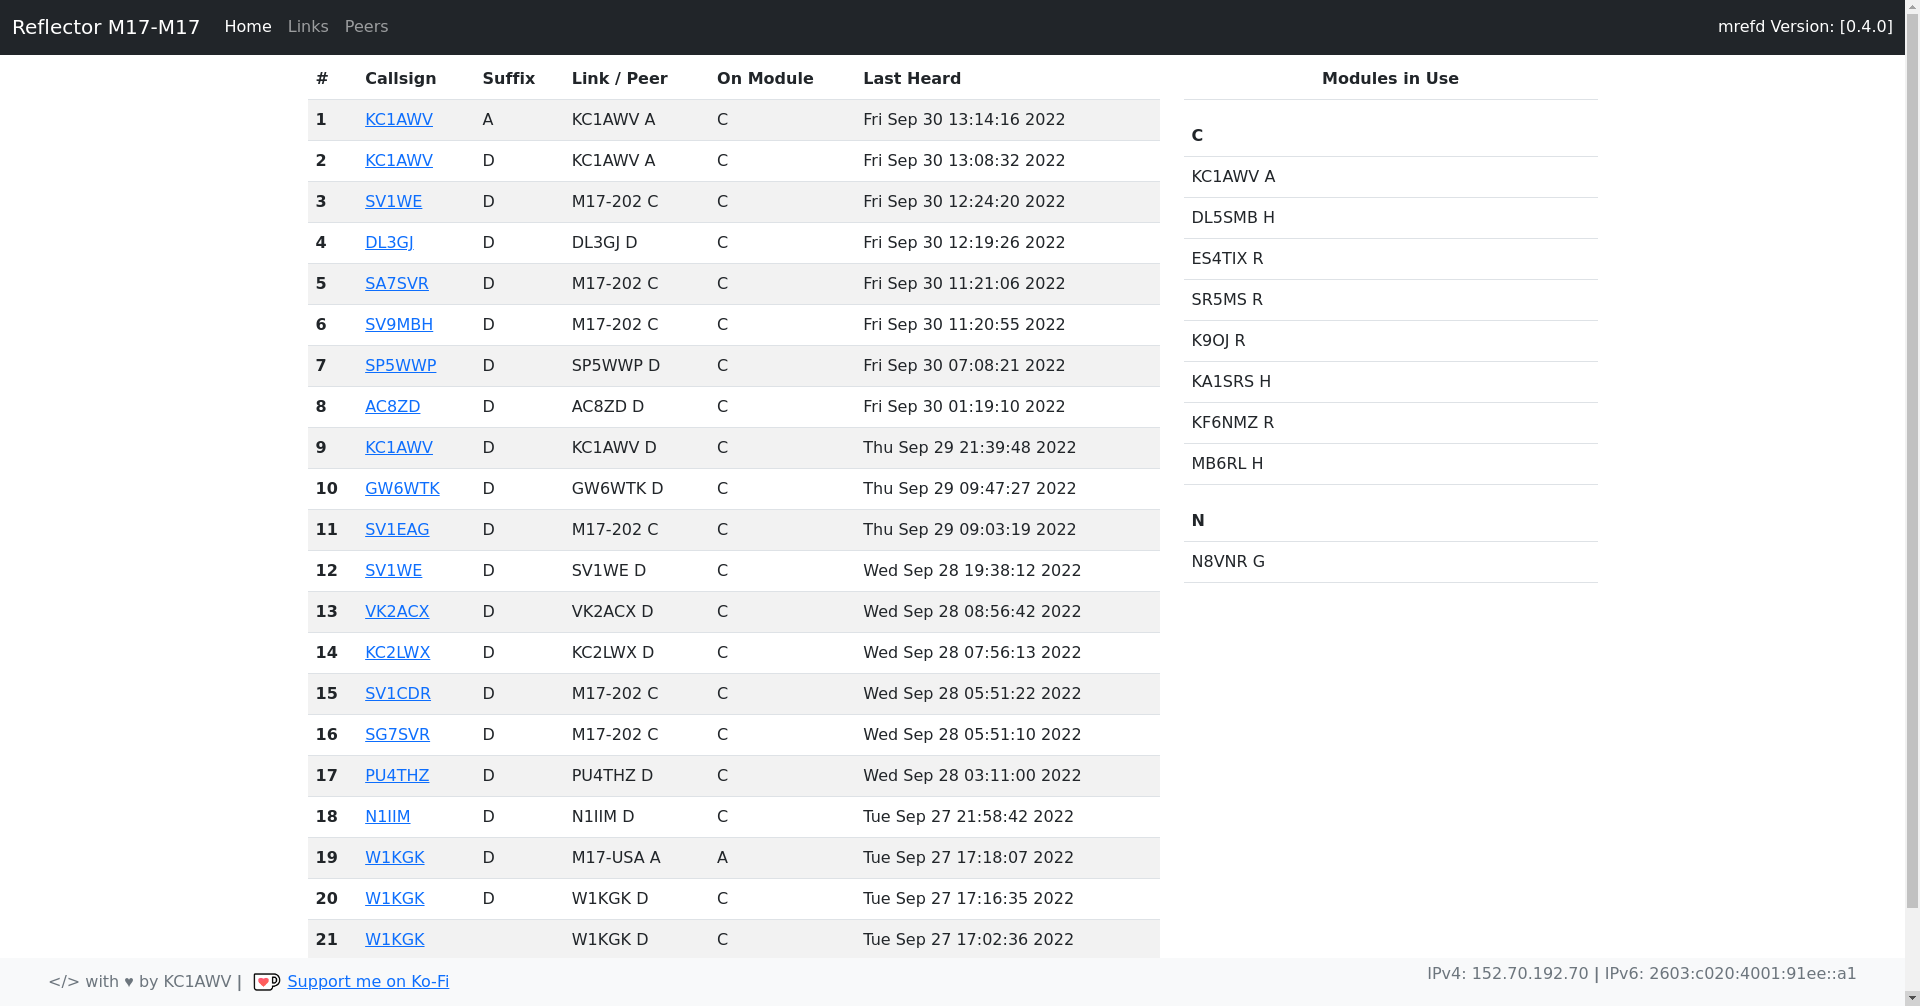 Reflector M17-M17 Home Links Peers mrefd Version: [0.4.0]
# Callsign Suffix Link / Peer On Module Last Heard
1 KC1AWV A KC1AWV A C Fri Sep 30 13:14:16 2022
2 KC1AWV D KC1AWV A C Fri Sep 30 13:08:32 2022
3 SV1WE D M17-202 C C Fri Sep 30 12:24:20 2022
4 DL3GJ D DL3GJ D C Fri Sep 30 12:19:26 2022
5 SA7SVR D M17-202 C C Fri Sep 30 11:21:06 2022
6 SV9MBH D M17-202 C C Fri Sep 30 11:20:55 2022
7 SP5WWP D SP5WWP D C Fri Sep 30 07:08:21 2022
8 AC8ZD D AC8ZD D C Fri Sep 30 01:19:10 2022
9 KC1AWV D KC1AWV D C Thu Sep 29 21:39:48 2022
10 GW6WTK D GW6WTK D C Thu Sep 29 09:47:27 2022
11 SV1EAG D M17-202 C C Thu Sep 29 09:03:19 2022
12 SV1WE D SV1WE D C Wed Sep 28 19:38:12 2022
13 VK2ACX D VK2ACX D C Wed Sep 28 08:56:42 2022
14 KC2LWX D KC2LWX D C Wed Sep 28 07:56:13 2022
15 SV1CDR D M17-202 C C Wed Sep 28 05:51:22 2022
16 SG7SVR D M17-202 C C Wed Sep 28 05:51:10 2022
17 PU4THZ D PU4THZ D C Wed Sep 28 03:11:00 2022
18 N1IIM D N1IIM D C Tue Sep 27 21:58:42 2022
19 W1KGK D M17-USA A A Tue Sep 27 17:18:07 2022
20 W1KGK D W1KGK D C Tue Sep 27 17:16:35 2022
21 W1KGK W1KGK D C Tue Sep 27 17:02:36 2022
Modules in Use
C
KC1AWV A
DL5SMB H
ES4TIX R
SR5MS R
K9OJ R
KA1SRS H
KF6NMZ R
MB6RL H
N
N8VNR G
</> with ♥ by KC1AWV | Support me on Ko-Fi
IPv4: 152.70.192.70 | IPv6: 2603:c020:4001:91ee::a1